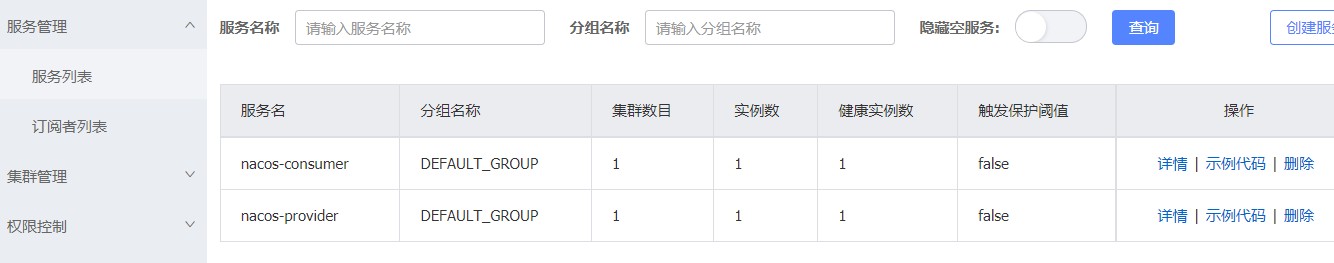 服务管理
服务列表
订阅者列表
集群管理
权限控制
服务名称 请输入服务名称 分组名称 请输入分组名称 隐藏空服务: 查询 创建服务
服务名 分组名称 集群数目 实例数 健康实例数 触发保护阈值 操作
nacos-consumer DEFAULT_GROUP 1 1 1 false 详情 | 示例代码 | 删除
nacos-provider DEFAULT_GROUP 1 1 1 false 详情 | 示例代码 | 删除